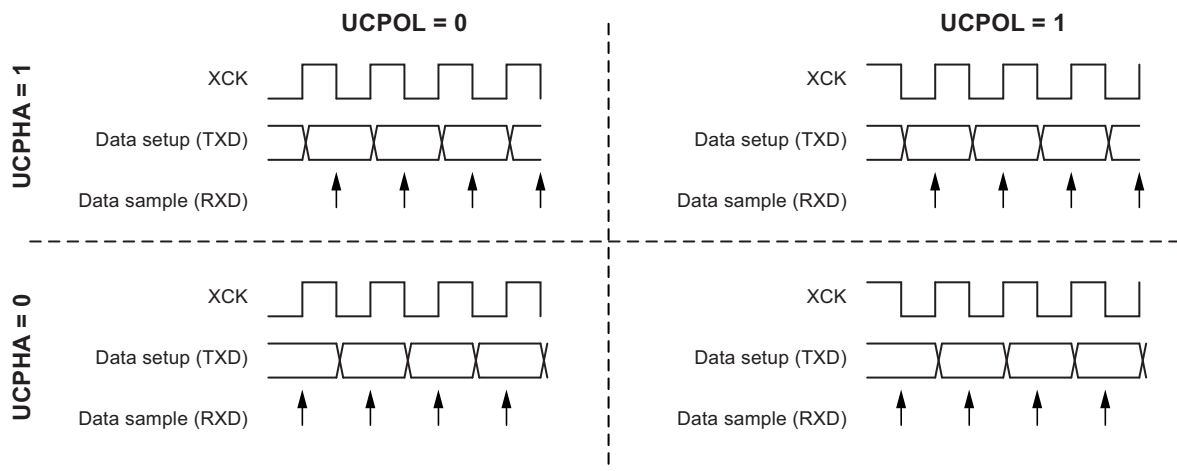 UCPOL = 0
UCPOL = 1
UCPHA = 1
XCK
Data setup (TXD)
Data sample (RXD)
XCK
Data setup (TXD)
Data sample (RXD)
UCPHA = 0
XCK
Data setup (TXD)
Data sample (RXD)
XCK
Data setup (TXD)
Data sample (RXD)